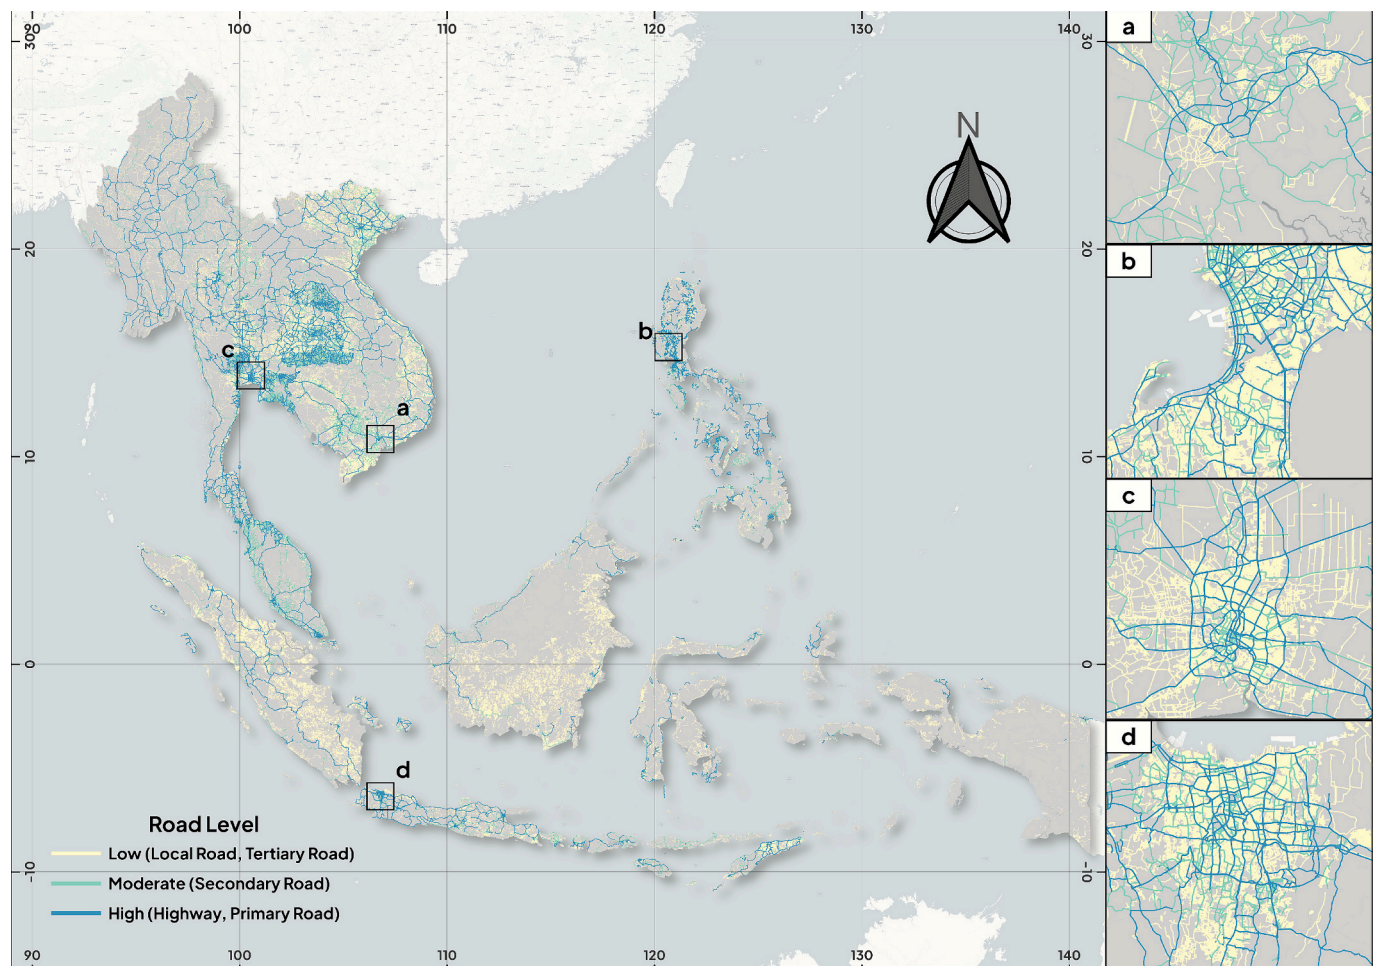 90
100
110
120
130
140
30
30
20
20
10
10
0
0
-10
-10
N
a
b
c
d
a
b
c
d
Road Level
Low (Local Road, Tertiary Road)
Moderate (Secondary Road)
High (Highway, Primary Road)
90
100
110
120
130
140